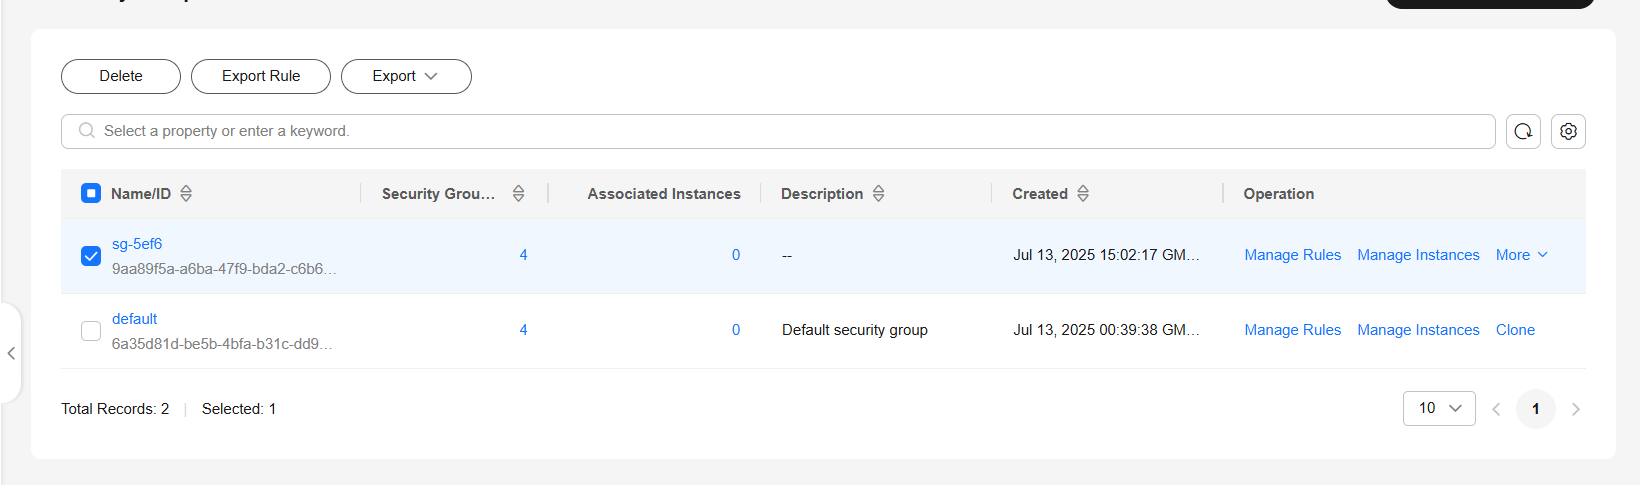 Delete
Export Rule
Export
Select a property or enter a keyword.
Name/ID
Security Grou...
Associated Instances
Description
Created
Operation
sg-5ef6
9aa89f5a-a6ba-47f9-bda2-c6b6...
4
0
--
Jul 13, 2025 15:02:17 GM...
Manage Rules
Manage Instances
More
default
6a35d81d-be5b-4bfa-b31c-dd9...
4
0
Default security group
Jul 13, 2025 00:39:38 GM...
Manage Rules
Manage Instances
Clone
Total Records: 2
Selected: 1
10
1